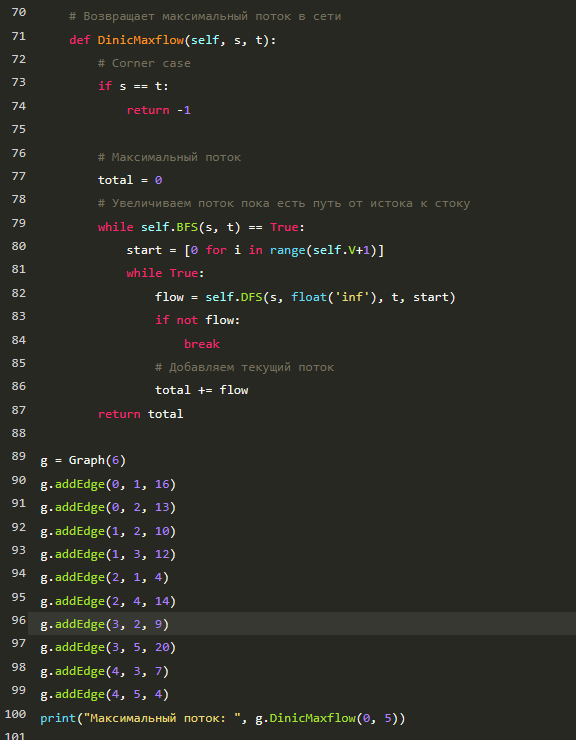 70 # Возвращает максимальный поток в сети
71 def DinicMaxflow(self, s, t):
72 # Corner case
73 if s == t:
74 return -1
75
76 # Максимальный поток
77 total = 0
78 # Увеличиваем поток пока есть путь от истока к стоку
79 while self.BFS(s, t) == True:
80 start = [0 for i in range(self.V+1)]
81 while True:
82 flow = self.DFS(s, float('inf'), t, start)
83 if not flow:
84 break
85 # Добавляем текущий поток
86 total += flow
87 return total
88
89 g = Graph(6)
90 g.addEdge(0, 1, 16)
91 g.addEdge(0, 2, 13)
92 g.addEdge(1, 2, 10)
93 g.addEdge(1, 3, 12)
94 g.addEdge(2, 1, 4)
95 g.addEdge(2, 4, 14)
96 g.addEdge(3, 2, 9)
97 g.addEdge(3, 5, 20)
98 g.addEdge(4, 3, 7)
99 g.addEdge(4, 5, 4)
100 print("Максимальный поток: ", g.DinicMaxflow(0, 5))
101